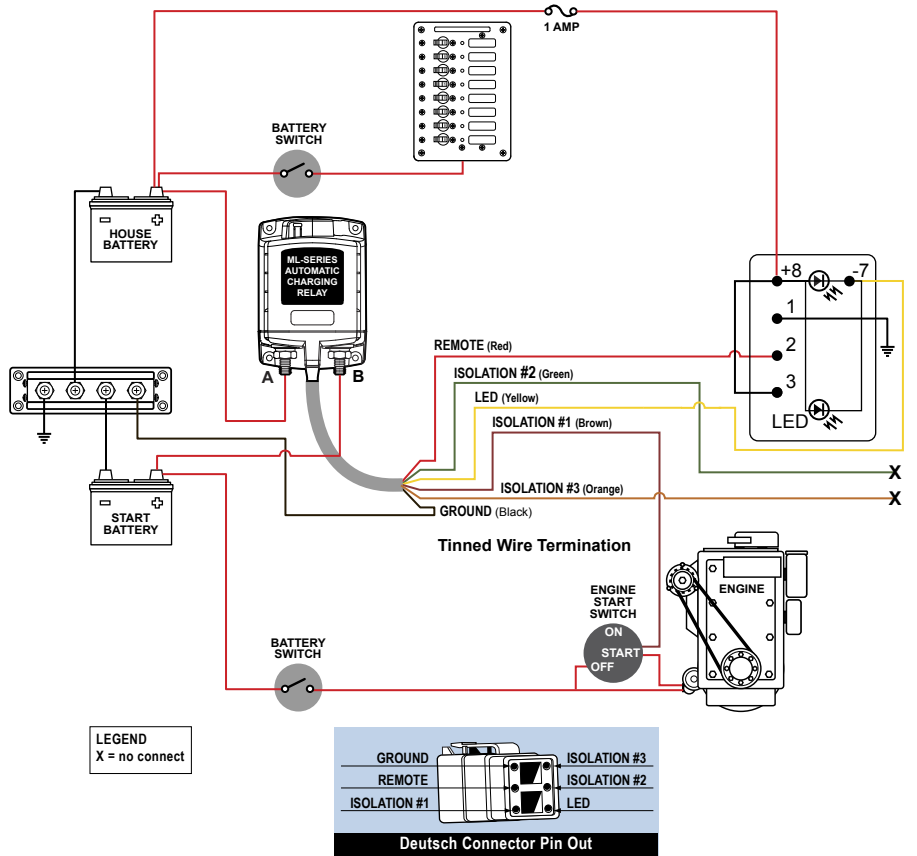 1 AMP
BATTERY
SWITCH
HOUSE
BATTERY
ML-SERIES
AUTOMATIC
CHARGING
RELAY
A
B
+8
-7
1
2
3
LED
REMOTE (Red)
ISOLATION #2 (Green)
LED (Yellow)
ISOLATION #1 (Brown)
ISOLATION #3 (Orange)
GROUND (Black)
X
X
START
BATTERY
Tinned Wire Termination
ENGINE
START
SWITCH
ON
START
OFF
ENGINE
BATTERY
SWITCH
LEGEND
X = no connect
GROUND
REMOTE
ISOLATION #1
ISOLATION #3
ISOLATION #2
LED
Deutsch Connector Pin Out